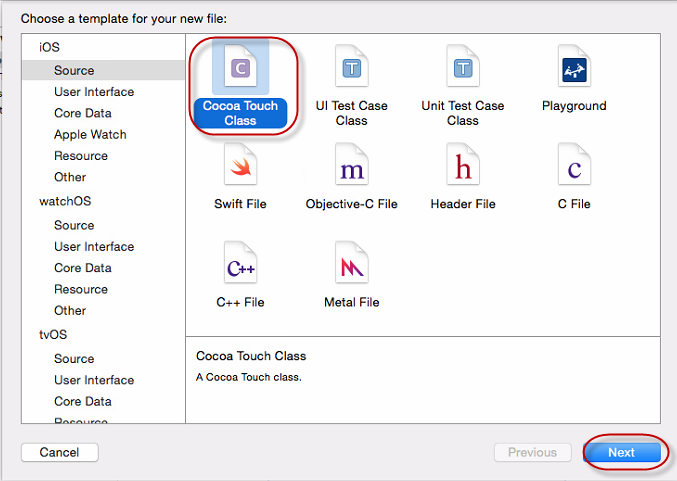 Choose a template for your new file:
iOS
Source
User Interface
Core Data
Apple Watch
Resource
Other
watchOS
Source
User Interface
Core Data
Resource
Other
tvOS
Source
User Interface
Core Data
Resource
C
Cocoa Touch
Class
T
UI Test Case
Class
T
Unit Test Case
Class
Playground
Swift File
m
Objective-C File
h
Header File
c
C File
C++
C++ File
Metal File
Cocoa Touch Class
A Cocoa Touch class.
Cancel
Previous
Next